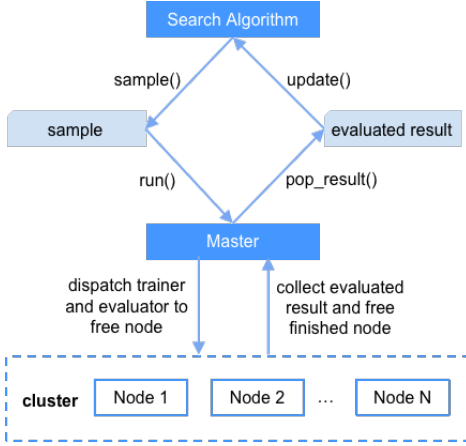 Search Algorithm
sample()
update()
sample
evaluated result
run()
pop_result()
Master
dispatch trainer
and evaluator to
free node
collect evaluated
result and free
finished node
cluster
Node 1
Node 2
...
Node N